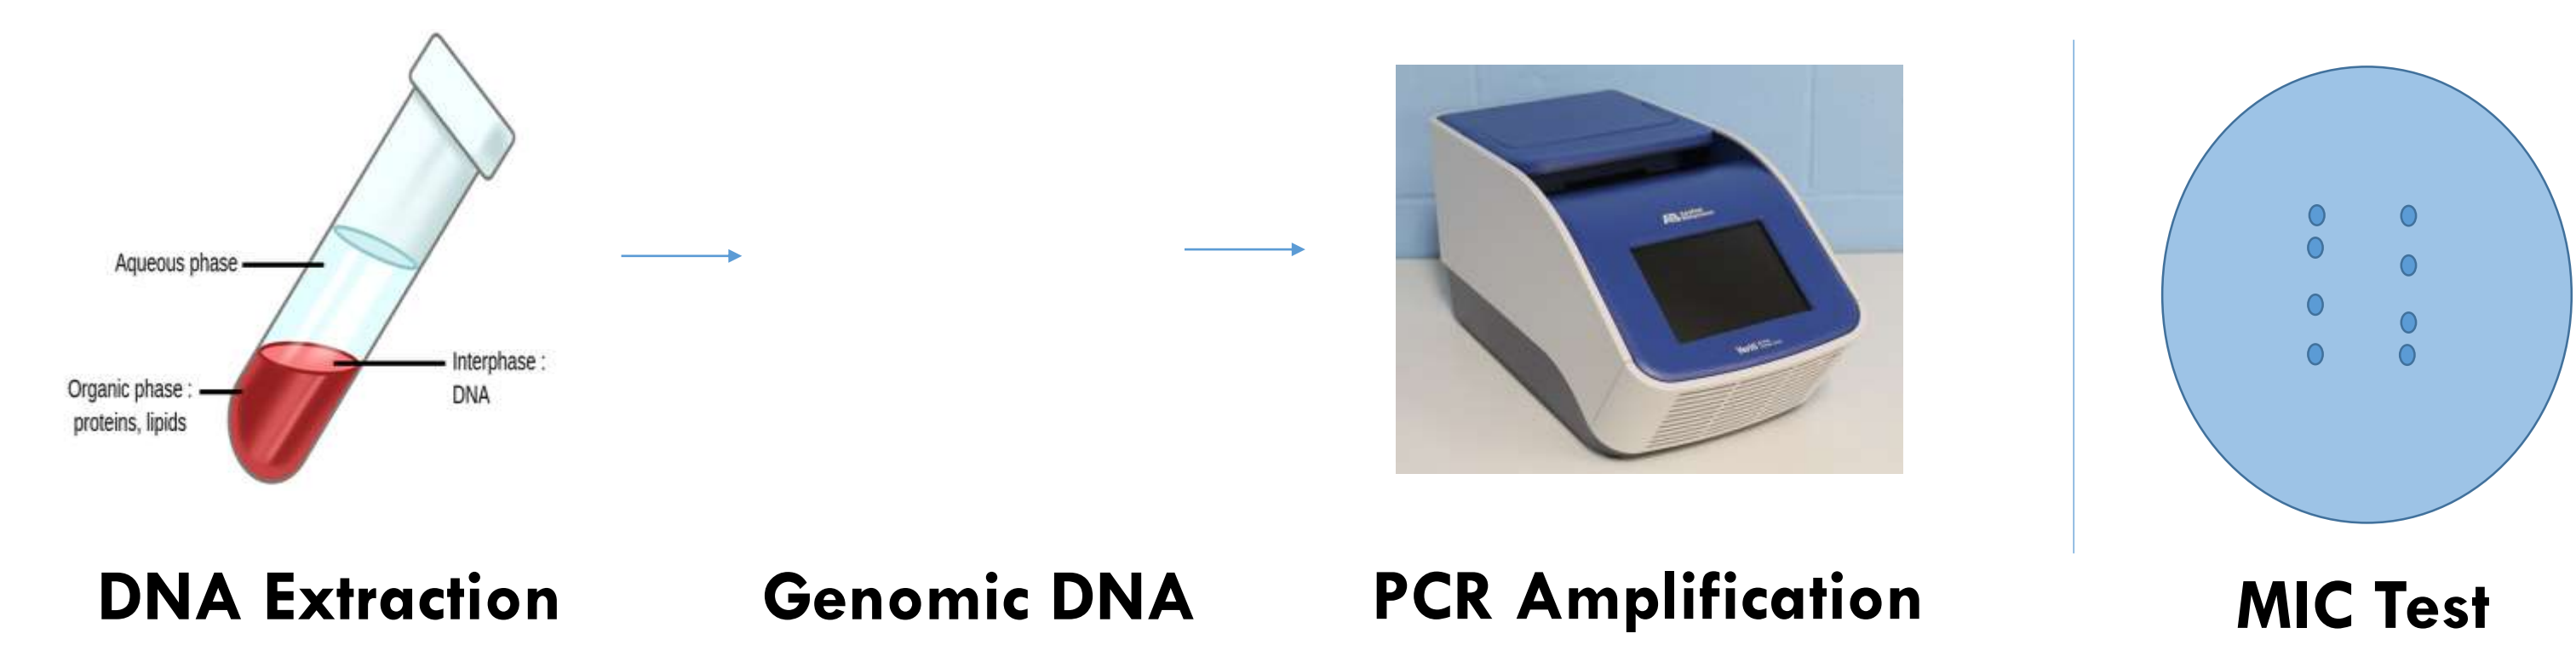 Aqueous phase
Interphase :
DNA
Organic phase :
proteins, lipids
DNA Extraction
Genomic DNA
PCR Amplification
MIC Test